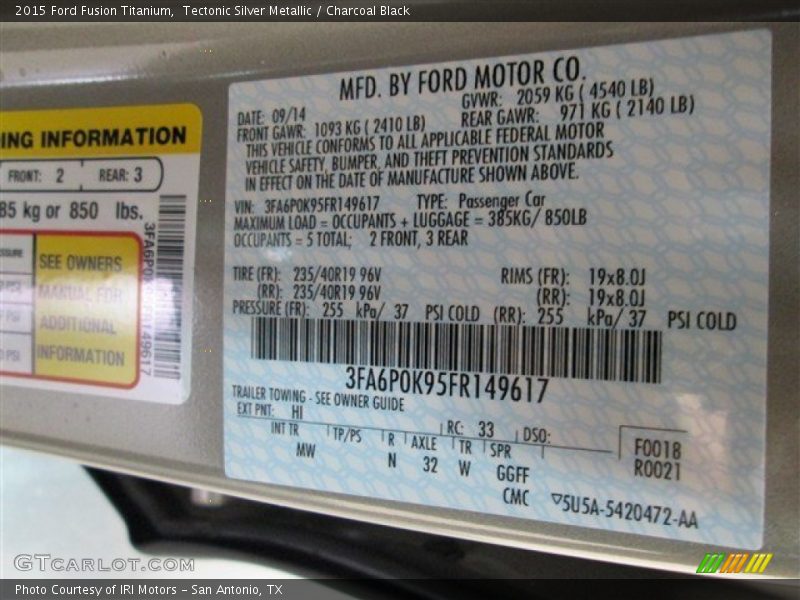 2015 Ford Fusion Titanium,  Tectonic Silver Metallic / Charcoal Black
ING INFORMATION
FRONT: 2 REAR: 3
85 kg or 850 lbs.
SEE OWNERS
MANUAL FOR
ADDITIONAL
INFORMATION
MFD. BY FORD MOTOR CO.
DATE: 09/14 GVWR: 2059 KG ( 4540 LB)
FRONT GAWR: 1093 KG ( 2410 LB) REAR GAWR: 971 KG ( 2140 LB)
THIS VEHICLE CONFORMS TO ALL APPLICABLE FEDERAL MOTOR
VEHICLE SAFETY, BUMPER, AND THEFT PREVENTION STANDARDS
IN EFFECT ON THE DATE OF MANUFACTURE SHOWN ABOVE.
VIN: 3FA6P0K95FR149617 TYPE: Passenger Car
MAXIMUM LOAD = OCCUPANTS + LUGGAGE = 385KG/ 850LB
OCCUPANTS = 5 TOTAL; 2 FRONT, 3 REAR
TIRE (FR): 235/40R19 96V RIMS (FR): 19x8.0J
(RR): 235/40R19 96V (RR): 19x8.0J
PRESSURE (FR): 255 kPa/ 37 PSI COLD (RR): 255 kPa/ 37 PSI COLD
3FA6P0K95FR149617
TRAILER TOWING - SEE OWNER GUIDE
EXT PNT: HI RC: 33 DSO:
INT TR TP/PS R AXLE TR SPR
MW N 32 W GGFF
CMC
F0018
R0021
▽5U5A-5420472-AA
GTCARLOT.COM
Photo Courtesy of IRI Motors - San Antonio, TX